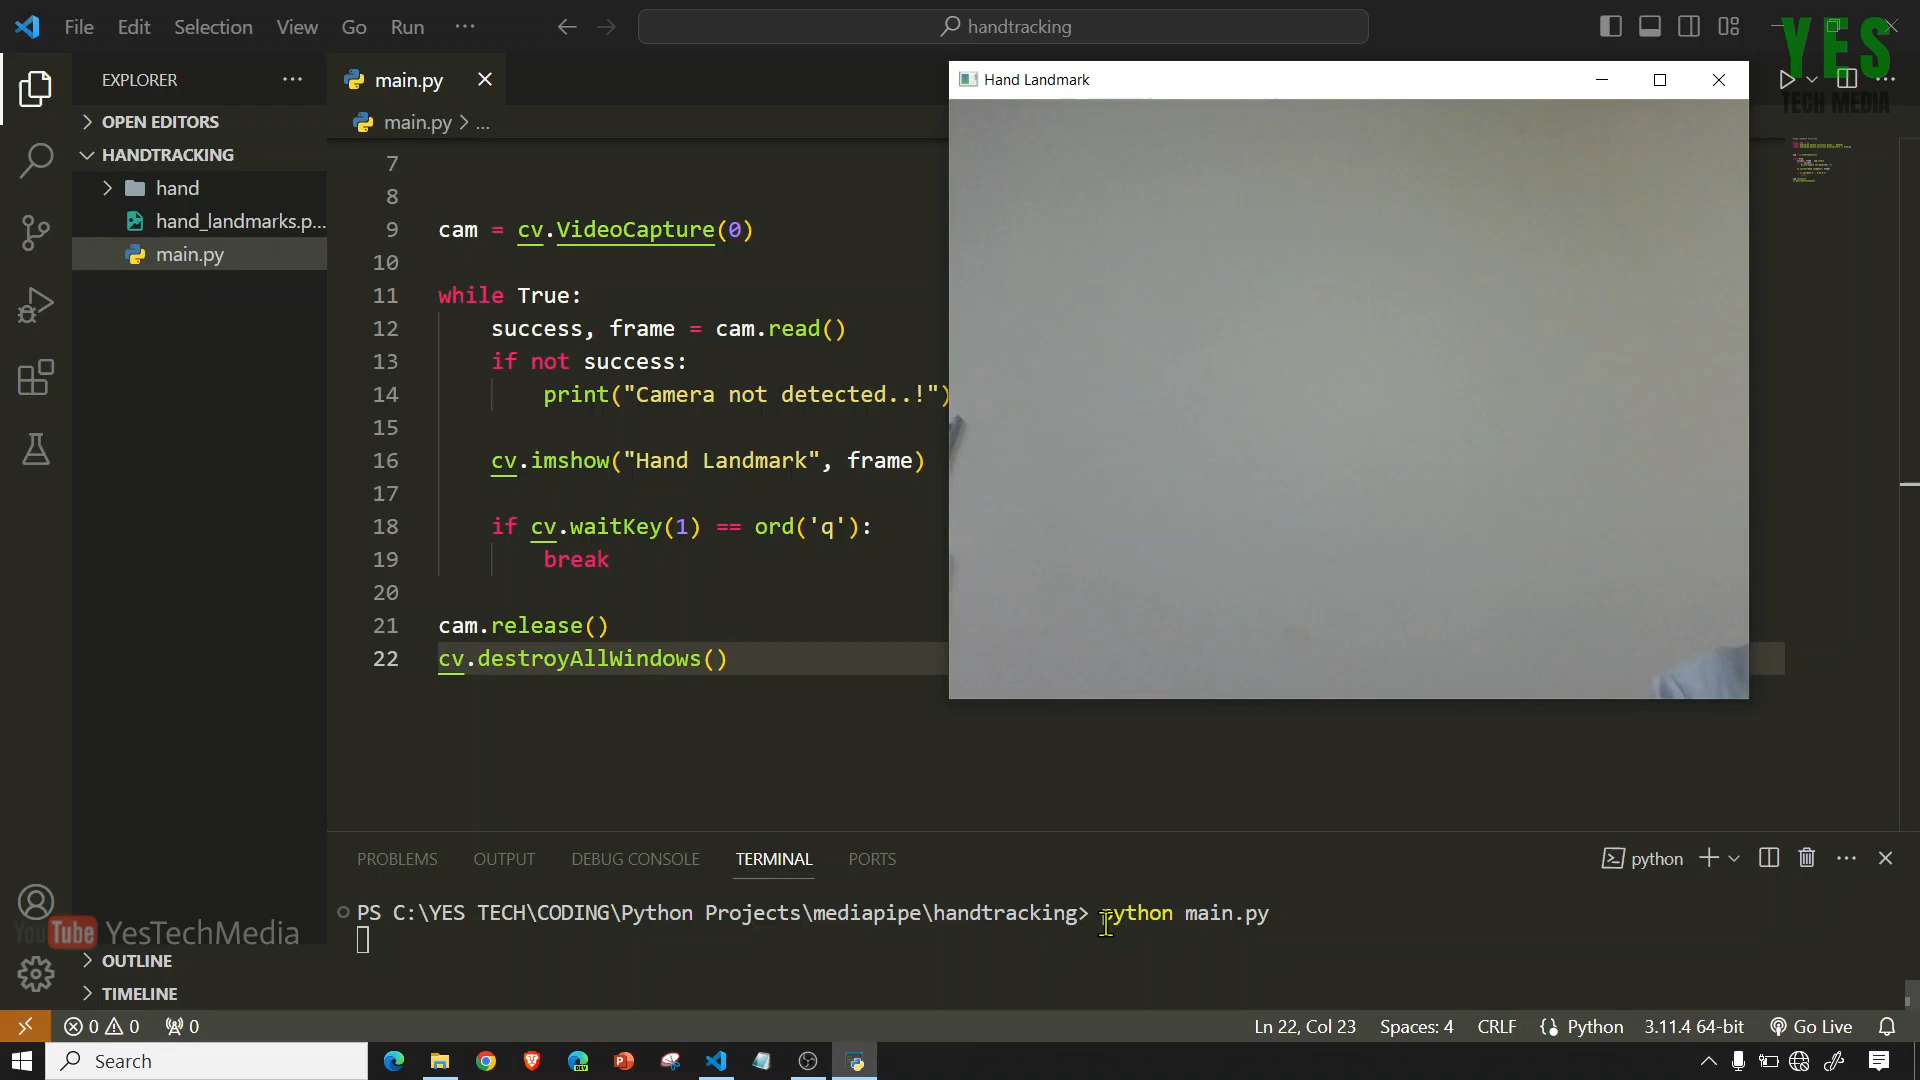 File Edit Selection View Go Run ...
handtracking
YES
TECH MEDIA
EXPLORER
OPEN EDITORS
HANDTRACKING
hand
hand_landmarks.p...
main.py
main.py
main.py > ...
Hand Landmark
7
8
9 cam = cv.VideoCapture(0)
10
11 while True:
12 success, frame = cam.read()
13 if not success:
14 print("Camera not detected..!")
15
16 cv.imshow("Hand Landmark", frame)
17
18 if cv.waitKey(1) == ord('q'):
19 break
20
21 cam.release()
22 cv.destroyAllWindows()
PROBLEMS OUTPUT DEBUG CONSOLE TERMINAL PORTS
python
PS C:\YES TECH\CODING\Python Projects\mediapipe\handtracking> python main.py
YouTube YesTechMedia
OUTLINE
TIMELINE
0 0 0
Ln 22, Col 23 Spaces: 4 CRLF Python 3.11.4 64-bit Go Live
Search